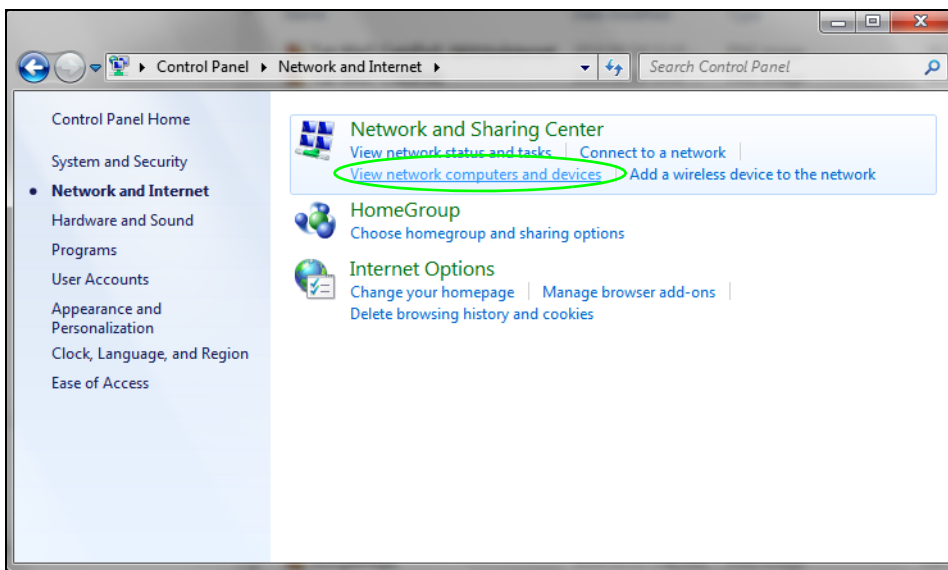 Control Panel
Network and Internet
Search Control Panel
Control Panel Home
System and Security
Network and Internet
Hardware and Sound
Programs
User Accounts
Appearance and
Personalization
Clock, Language, and Region
Ease of Access
Network and Sharing Center
View network status and tasks
Connect to a network
View network computers and devices
Add a wireless device to the network
HomeGroup
Choose homegroup and sharing options
Internet Options
Change your homepage
Manage browser add-ons
Delete browsing history and cookies